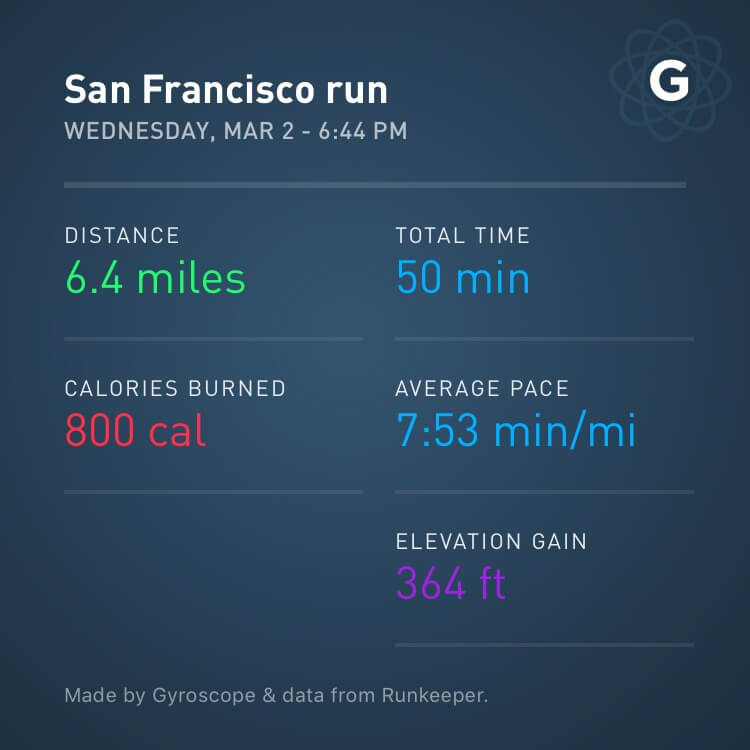 G
San Francisco run
WEDNESDAY, MAR 2 - 6:44 PM
DISTANCE
6.4 miles
TOTAL TIME
50 min
CALORIES BURNED
800 cal
AVERAGE PACE
7:53 min/mi
ELEVATION GAIN
364 ft
Made by Gyroscope & data from Runkeeper.